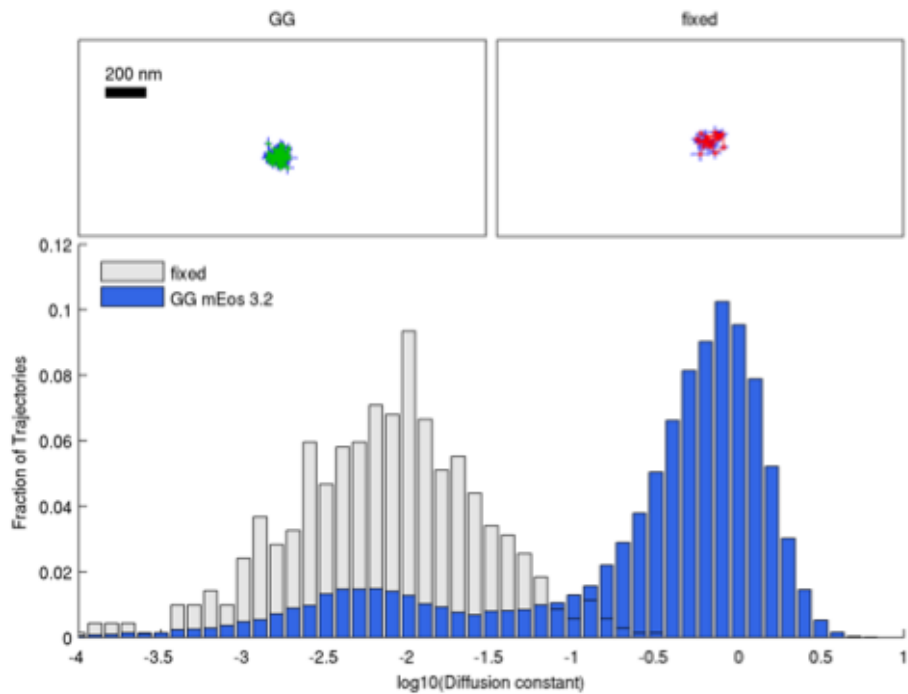 GG fixed
200 nm
0.12
fixed
GG mEos 3.2
0.1
0.08
0.06
0.04
0.02
0
Fraction of Trajectories
-4 -3.5 -3 -2.5 -2 -1.5 -1 -0.5 0 0.5 1
log10(Diffusion constant)